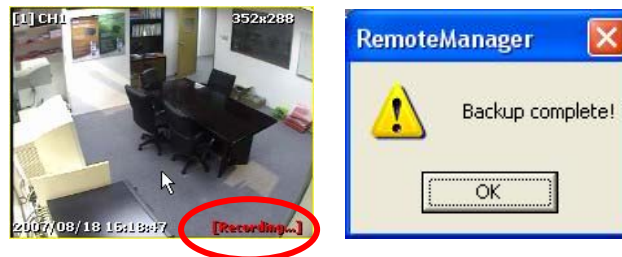 [1] CH1 352x288
2007/08/18 16:18:47 [Recording...]
RemoteManager
Backup complete!
OK